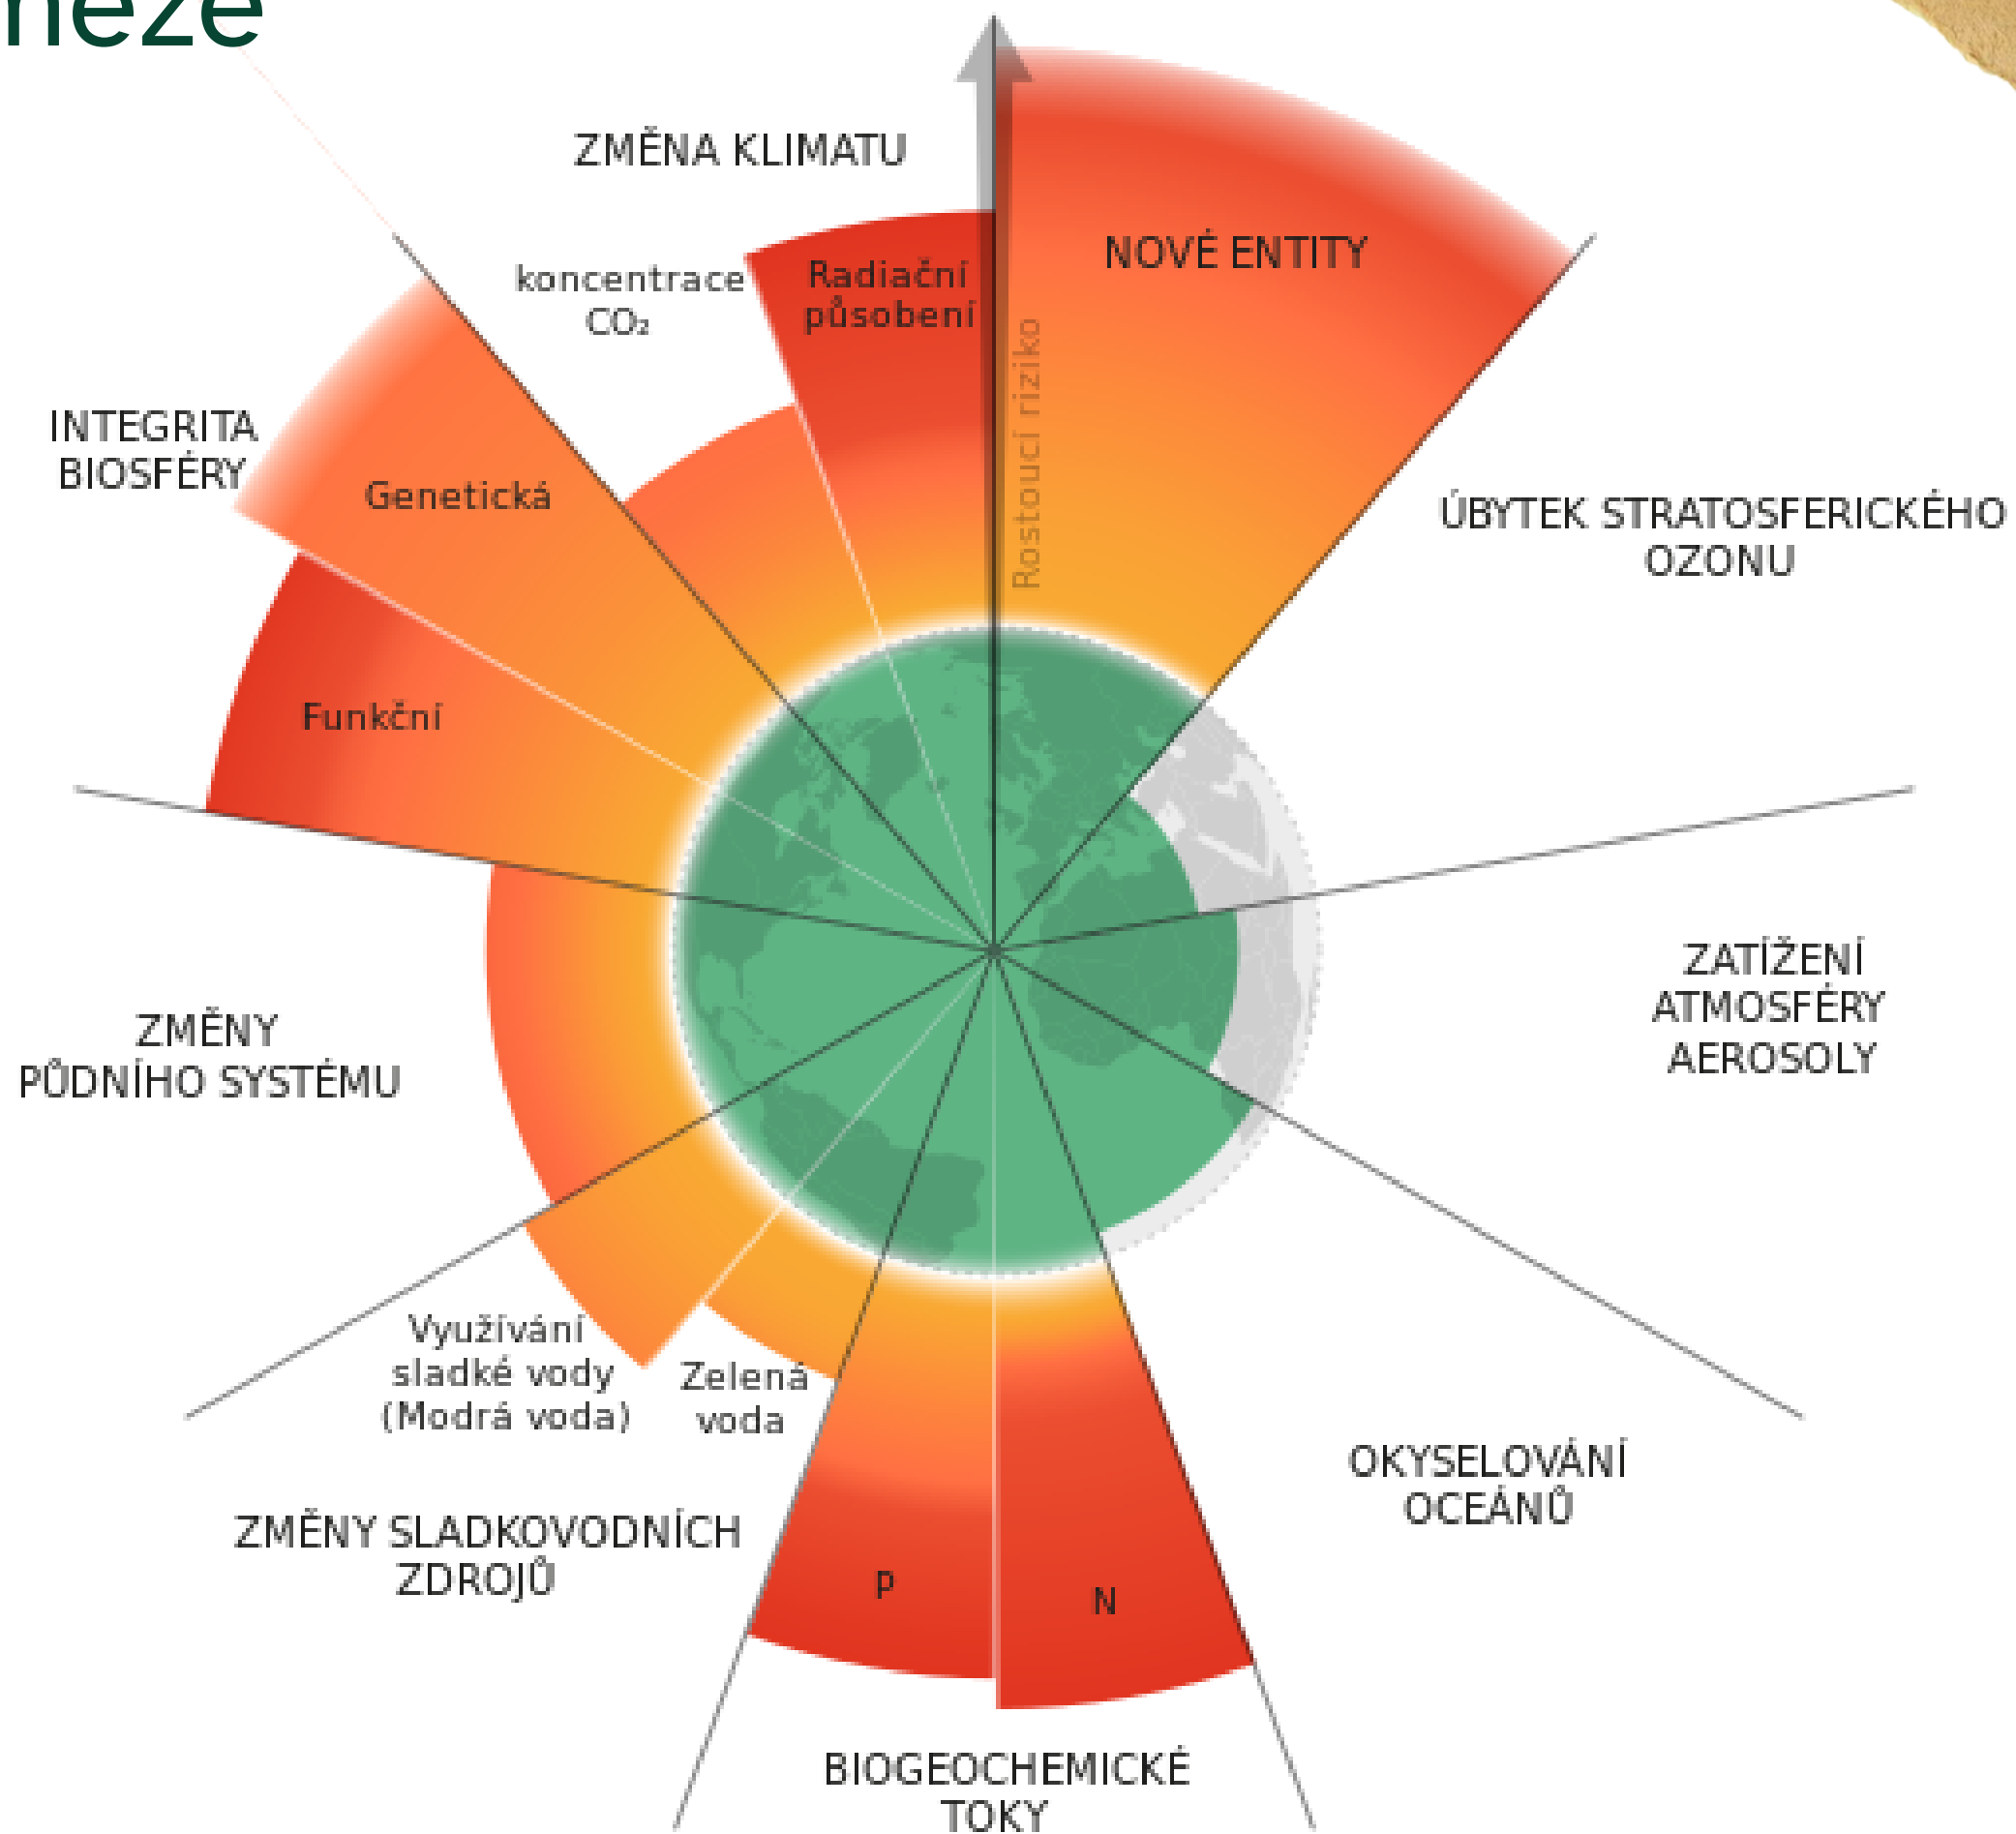 meze
ZMĚNA KLIMATU
koncentrace
CO₂
Radiační
působení
Rostoucí riziko
NOVÉ ENTITY
INTEGRITA
BIOSFÉRY
Genetická
Funkční
ÚBYTEK STRATOSFERICKÉHO
OZONU
ZATÍŽENÍ
ATMOSFÉRY
AEROSOLY
ZMĚNY
PŮDNÍHO SYSTÉMU
Využívání
sladké vody
(Modrá voda)
Zelená
voda
ZMĚNY SLADKOVODNÍCH
ZDROJŮ
P
N
OKYSELOVÁNÍ
OCEÁNŮ
BIOGEOCHEMICKÉ
TOKY